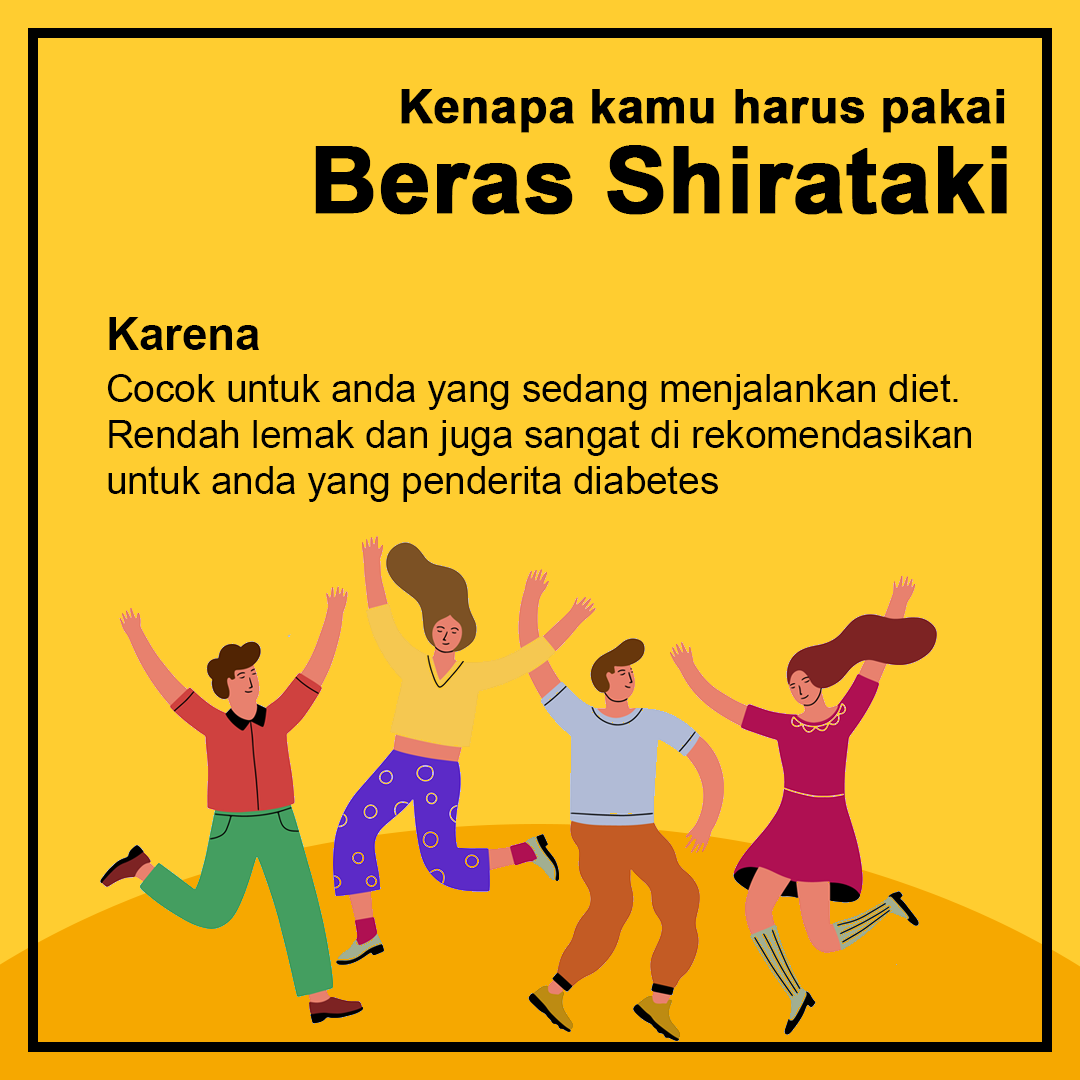 Kenapa kamu harus pakai
Beras Shirataki
Karena
Cocok untuk anda yang sedang menjalankan diet.
Rendah lemak dan juga sangat di rekomendasikan
untuk anda yang penderita diabetes